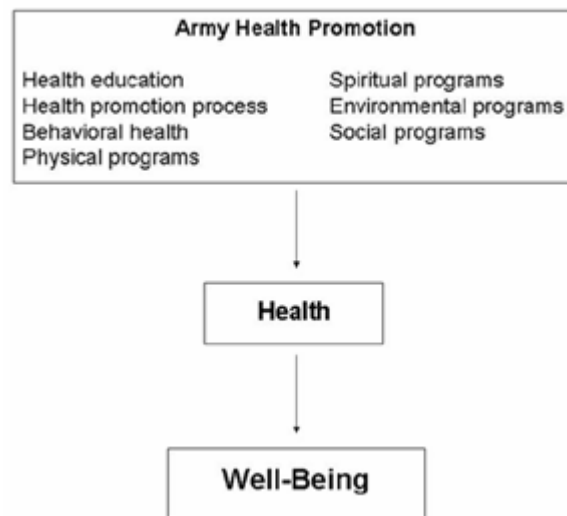 Army Health Promotion
Health education
Health promotion process
Behavioral health
Physical programs
Spiritual programs
Environmental programs
Social programs
Health
Well-Being